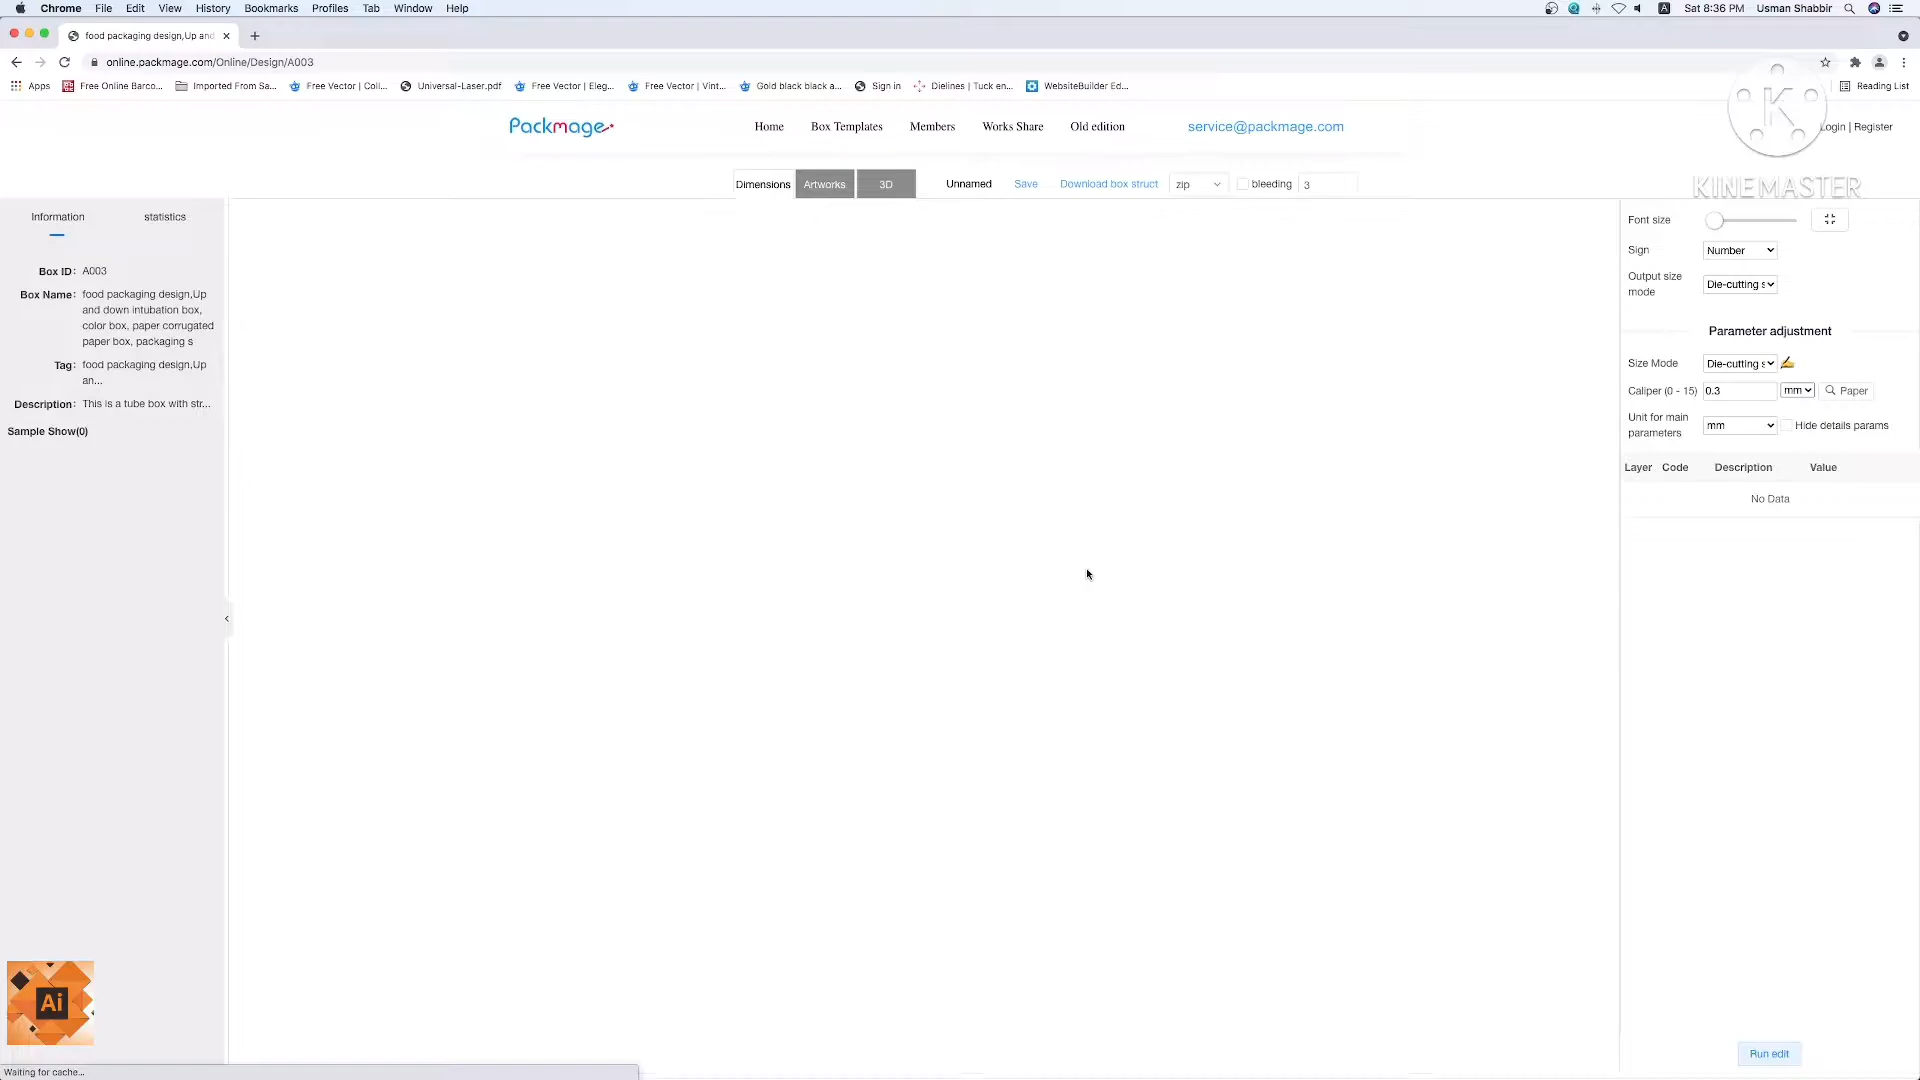 Chrome File Edit View History Bookmarks Profiles Tab Window Help A Sat 8:36 PM Usman Shabbir
food packaging design,Up and
online.packmage.com/Online/Design/A003
Apps Free Online Barco... Imported From Sa... Free Vector | Coll... Universal-Laser.pdf Free Vector | Eleg... Free Vector | Vint... Gold black black a... Sign in Dielines | Tuck en... WebsiteBuilder Ed... Reading List
Packmage Home Box Templates Members Works Share Old edition service@packmage.com Login | Register
K
KINEMASTER
Dimensions Artworks 3D Unnamed Save Download box struct zip bleeding 3
Information statistics
Box ID: A003
Box Name: food packaging design,Up
and down intubation box,
color box, paper corrugated
paper box, packaging s
Tag: food packaging design,Up
an...
Description: This is a tube box with str...
Sample Show(0)
Font size
Sign Number
Output size
mode Die-cutting s
Parameter adjustment
Size Mode Die-cutting s
Caliper (0 - 15) 0.3 mm Paper
Unit for main
parameters mm Hide details params
Layer Code Description Value
No Data
Run edit
Ai
Waiting for cache...